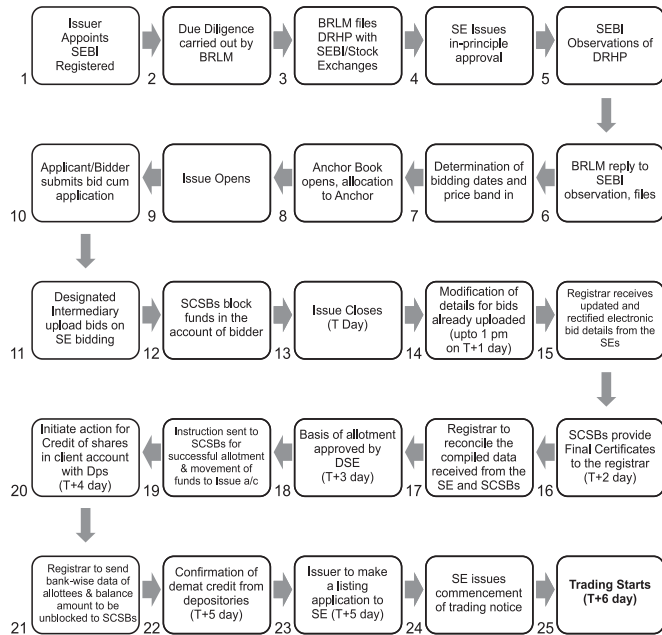 Issuer
Appoints
SEBI
Registered
1
Due Diligence
carried out by
BRLM
2
BRLM files
DRHP with
SEBI/Stock
Exchanges
3
SE Issues
in-principle
approval
4
SEBI
Observations of
DRHP
5
BRLM reply to
SEBI
observation, files
6
Determination of
bidding dates and
price band in
7
Anchor Book
opens, allocation
to Anchor
8
Issue Opens
9
Applicant/Bidder
submits bid cum
application
10
Designated
Intermediary
upload bids on
SE bidding
11
SCSBs block
funds in the
account of bidder
12
Issue Closes
(T Day)
13
Modification of
details for bids
already uploaded
(upto 1 pm
on T+1 day)
14
Registrar receives
updated and
rectified electronic
bid details from the
SEs
15
SCSBs provide
Final Certificates
to the registrar
(T+2 day)
16
Registrar to
reconcile the
compiled data
received from the
SE and SCSBs
17
Basis of allotment
approved by
DSE
(T+3 day)
18
Instruction sent to
SCSBs for
successful allotment
& movement of
funds to Issue a/c
19
Initiate action for
Credit of shares
in client account
with Dps
(T+4 day)
20
Registrar to send
bank-wise data of
allottees & balance
amount to be
unblocked to SCSBs
21
Confirmation of
demat credit from
depositories
(T+5 day)
22
Issuer to make
a listing
application to
SE (T+5 day)
23
SE issues
commencement
of trading notice
24
Trading Starts
(T+6 day)
25